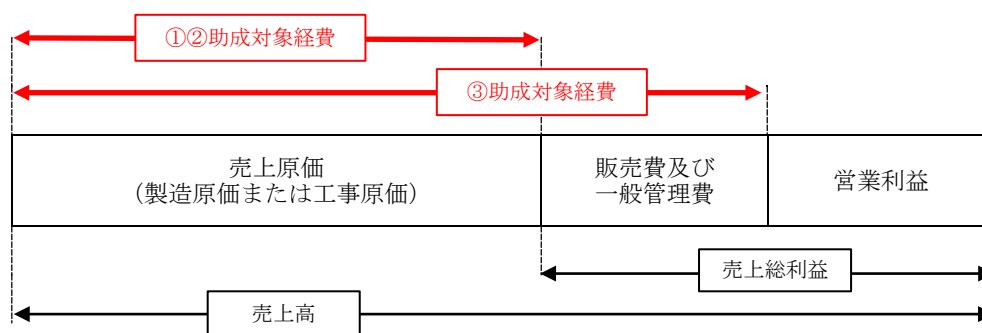 ①②助成対象経費
③助成対象経費
売上原価
（製造原価または工事原価）
販売費及び
一般管理費
営業利益
売上総利益
売上高